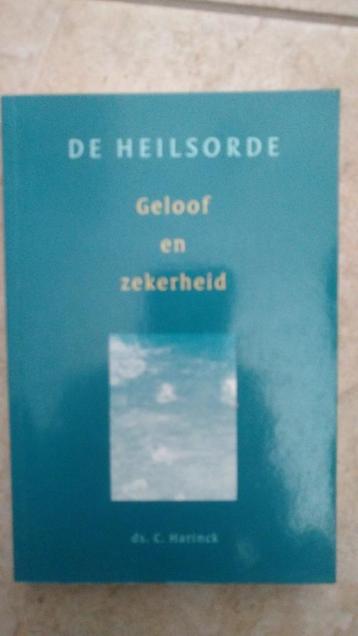 DE HEILSORDE
Geloof
en
zekerheid
ds. C. Harinck